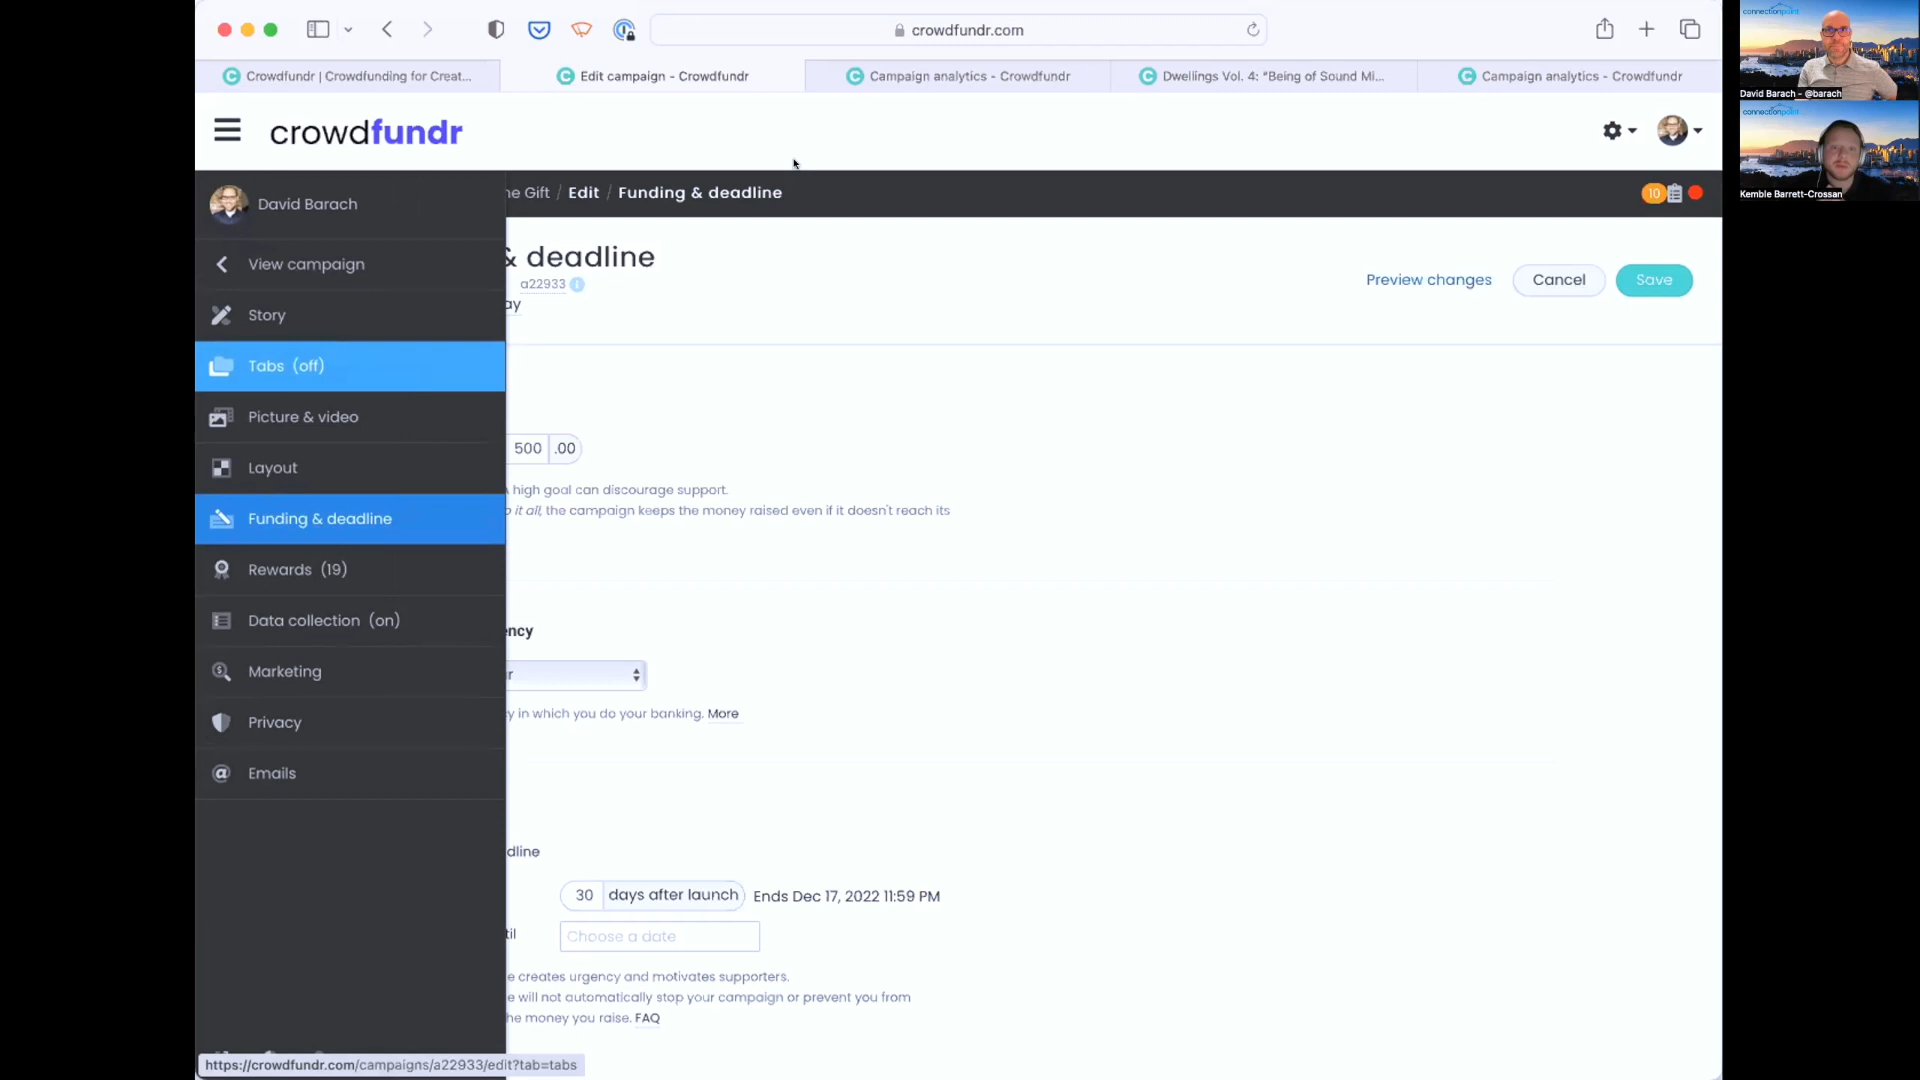 crowdfundr.com
Crowdfundr | Crowdfunding for Creat...
Edit campaign - Crowdfundr
Campaign analytics - Crowdfundr
Dwellings Vol. 4: “Being of Sound Mi...
Campaign analytics - Crowdfundr
connectionpoint
David Barach - @barach
connectionpoint
Kemble Barrett-Crossan
crowdfundr
David Barach
e Gift / Edit / Funding & deadline
10
& deadline
a22933
ay
Preview changes
Cancel
Save
View campaign
Story
Tabs (off)
Picture & video
Layout
Funding & deadline
Rewards (19)
Data collection (on)
Marketing
Privacy
Emails
500 .00
high goal can discourage support.
it all, the campaign keeps the money raised even if it doesn't reach its
ency
r
y in which you do your banking. More
dline
30 days after launch Ends Dec 17, 2022 11:59 PM
til
Choose a date
e creates urgency and motivates supporters.
e will not automatically stop your campaign or prevent you from
he money you raise. FAQ
https://crowdfundr.com/campaigns/a22933/edit?tab=tabs